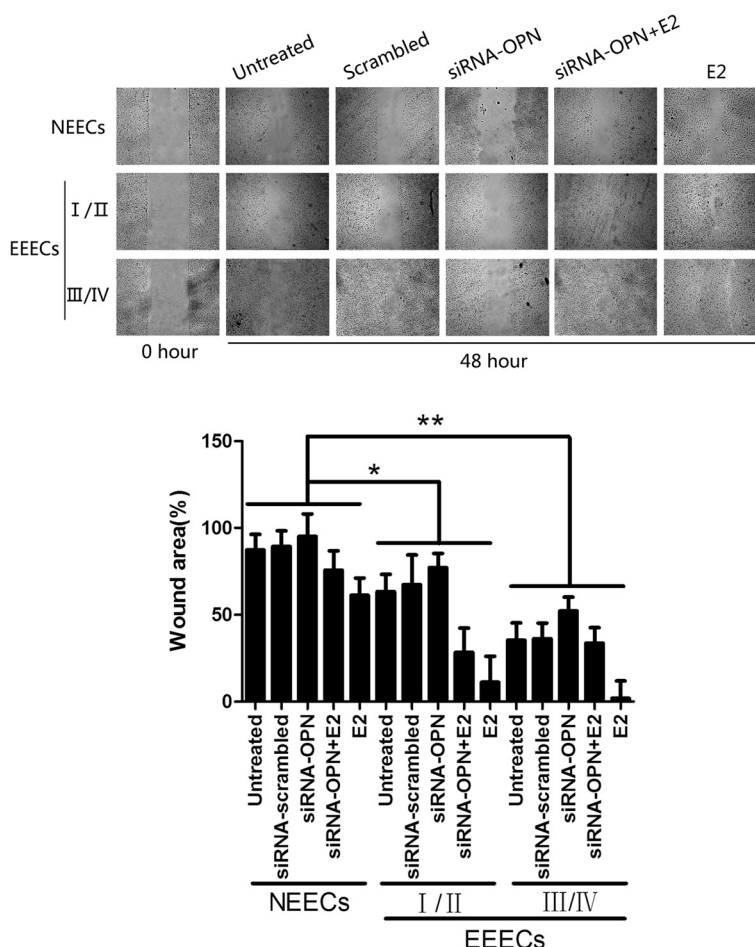 Untreated
Scrambled
siRNA-OPN
siRNA-OPN+E2
E2
NEECs
EEECs
Ⅰ/Ⅱ
Ⅲ/Ⅳ
0 hour
48 hour
**
*
Wound area(%)
150
100
50
0
Untreated
siRNA-scrambled
siRNA-OPN
siRNA-OPN+E2
E2
Untreated
siRNA-scrambled
siRNA-OPN
siRNA-OPN+E2
E2
Untreated
siRNA-scrambled
siRNA-OPN
siRNA-OPN+E2
E2
NEECs
Ⅰ/Ⅱ
Ⅲ/Ⅳ
EEECs